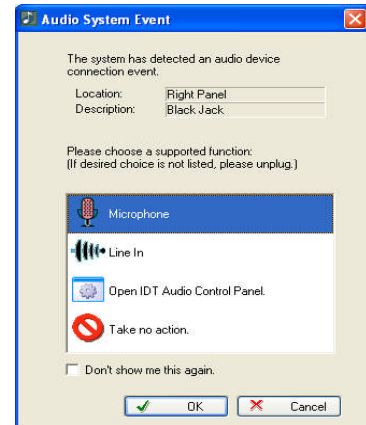 Audio System Event
The system has detected an audio device
connection event.
Location: Right Panel
Description: Black Jack
Please choose a supported function:
(If desired choice is not listed, please unplug.)
Microphone
Line In
Open IDT Audio Control Panel.
Take no action.
Don't show me this again.
OK Cancel